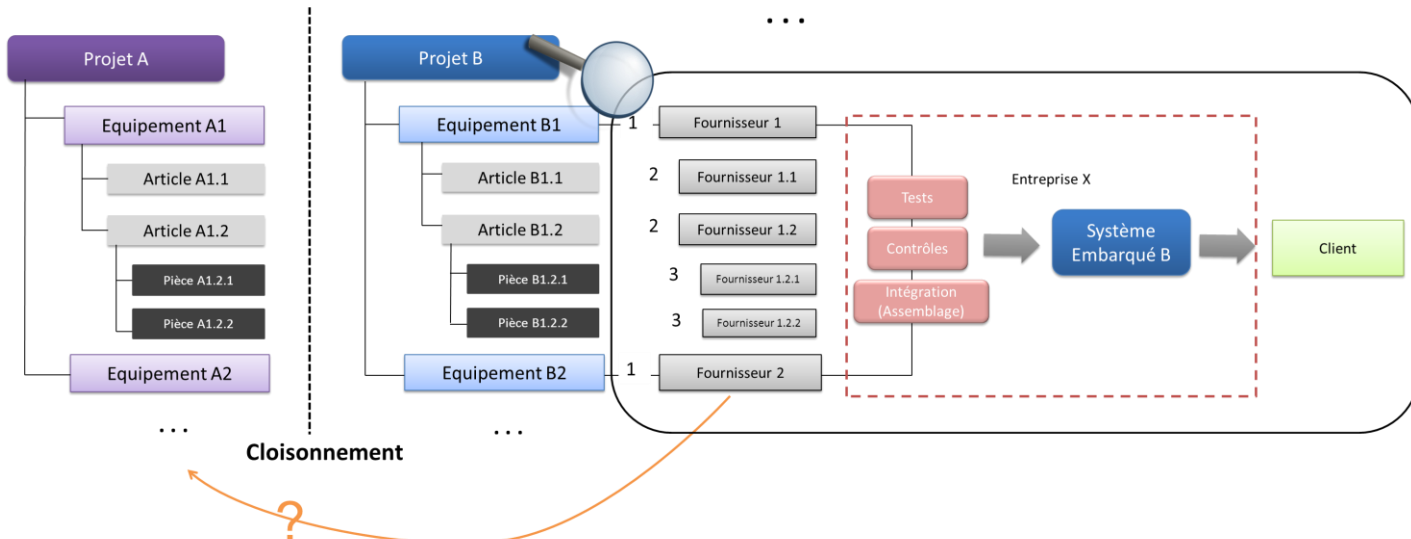 ...
Projet A
Projet B
Equipement A1
Equipement B1
1
Fournisseur 1
Article A1.1
Article B1.1
2
Fournisseur 1.1
Tests
Entreprise X
Article A1.2
Article B1.2
2
Fournisseur 1.2
Contrôles
Système
Embarqué B
Client
Pièce A1.2.1
Pièce B1.2.1
3
Fournisseur 1.2.1
Intégration
(Assemblage)
Pièce A1.2.2
Pièce B1.2.2
3
Fournisseur 1.2.2
Equipement A2
Equipement B2
1
Fournisseur 2
...
...
Cloisonnement
?